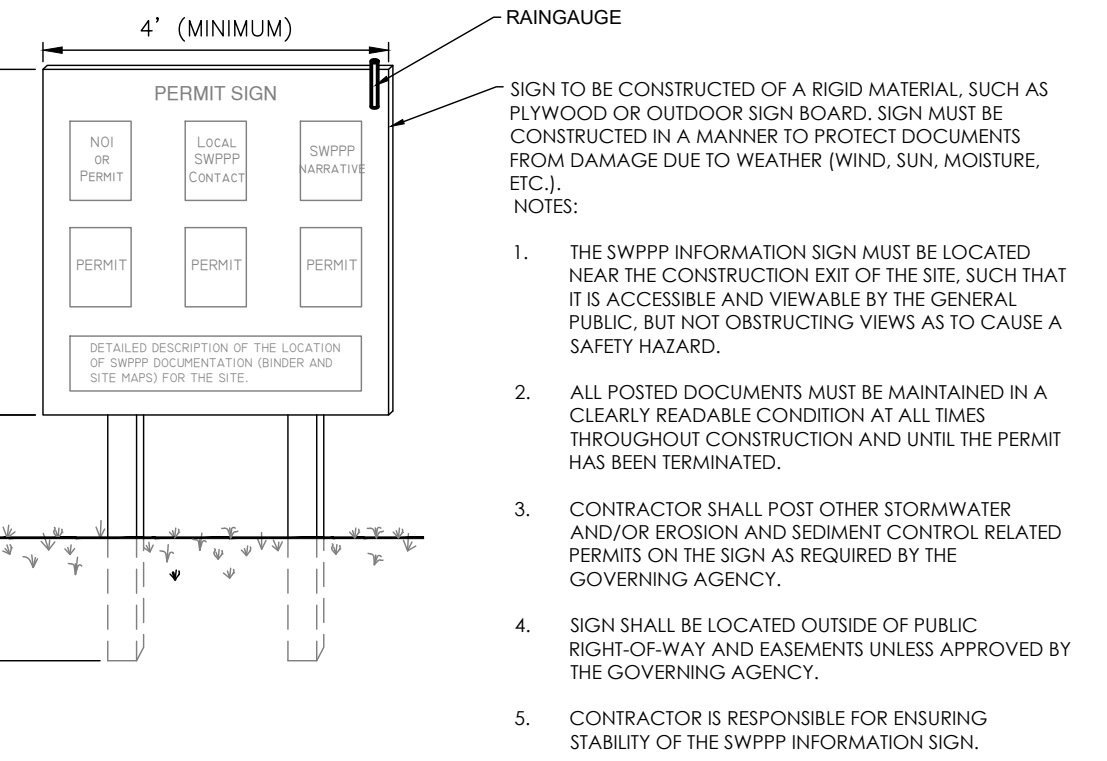 4' (MINIMUM)
RAINGAUGE
PERMIT SIGN
NOI
OR
PERMIT
LOCAL
SWPPP
CONTACT
SWPPP
NARRATIVE
PERMIT
PERMIT
PERMIT
DETAILED DESCRIPTION OF THE LOCATION
OF SWPPP DOCUMENTATION (BINDER AND
SITE MAPS) FOR THE SITE.
SIGN TO BE CONSTRUCTED OF A RIGID MATERIAL, SUCH AS
PLYWOOD OR OUTDOOR SIGN BOARD. SIGN MUST BE
CONSTRUCTED IN A MANNER TO PROTECT DOCUMENTS
FROM DAMAGE DUE TO WEATHER (WIND, SUN, MOISTURE,
ETC.).
NOTES:
1. THE SWPPP INFORMATION SIGN MUST BE LOCATED
NEAR THE CONSTRUCTION EXIT OF THE SITE, SUCH THAT
IT IS ACCESSIBLE AND VIEWABLE BY THE GENERAL
PUBLIC, BUT NOT OBSTRUCTING VIEWS AS TO CAUSE A
SAFETY HAZARD.
2. ALL POSTED DOCUMENTS MUST BE MAINTAINED IN A
CLEARLY READABLE CONDITION AT ALL TIMES
THROUGHOUT CONSTRUCTION AND UNTIL THE PERMIT
HAS BEEN TERMINATED.
3. CONTRACTOR SHALL POST OTHER STORMWATER
AND/OR EROSION AND SEDIMENT CONTROL RELATED
PERMITS ON THE SIGN AS REQUIRED BY THE
GOVERNING AGENCY.
4. SIGN SHALL BE LOCATED OUTSIDE OF PUBLIC
RIGHT-OF-WAY AND EASEMENTS UNLESS APPROVED BY
THE GOVERNING AGENCY.
5. CONTRACTOR IS RESPONSIBLE FOR ENSURING
STABILITY OF THE SWPPP INFORMATION SIGN.